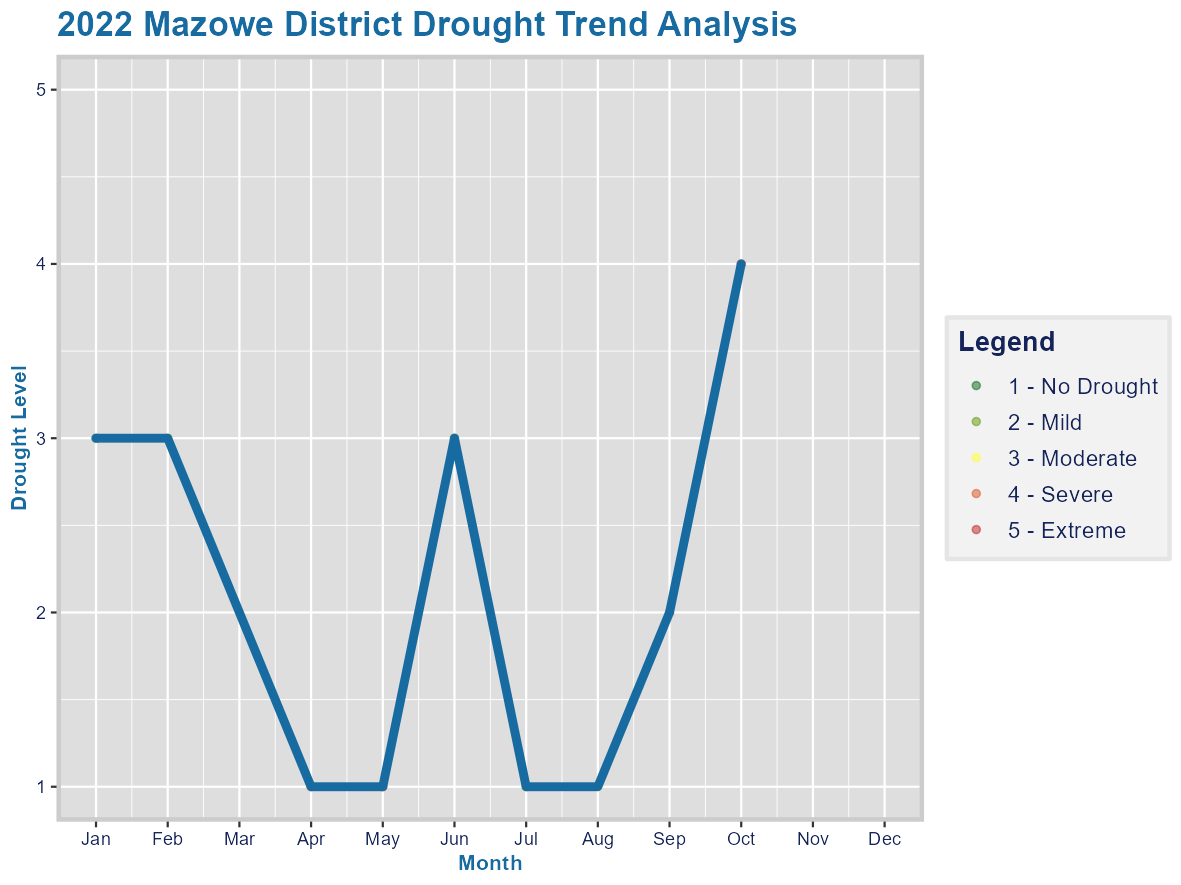 2022 Mazowe District Drought Trend Analysis
5
4
3
2
1
Drought Level
Jan Feb Mar Apr May Jun Jul Aug Sep Oct Nov Dec
Month
Legend
1 - No Drought
2 - Mild
3 - Moderate
4 - Severe
5 - Extreme